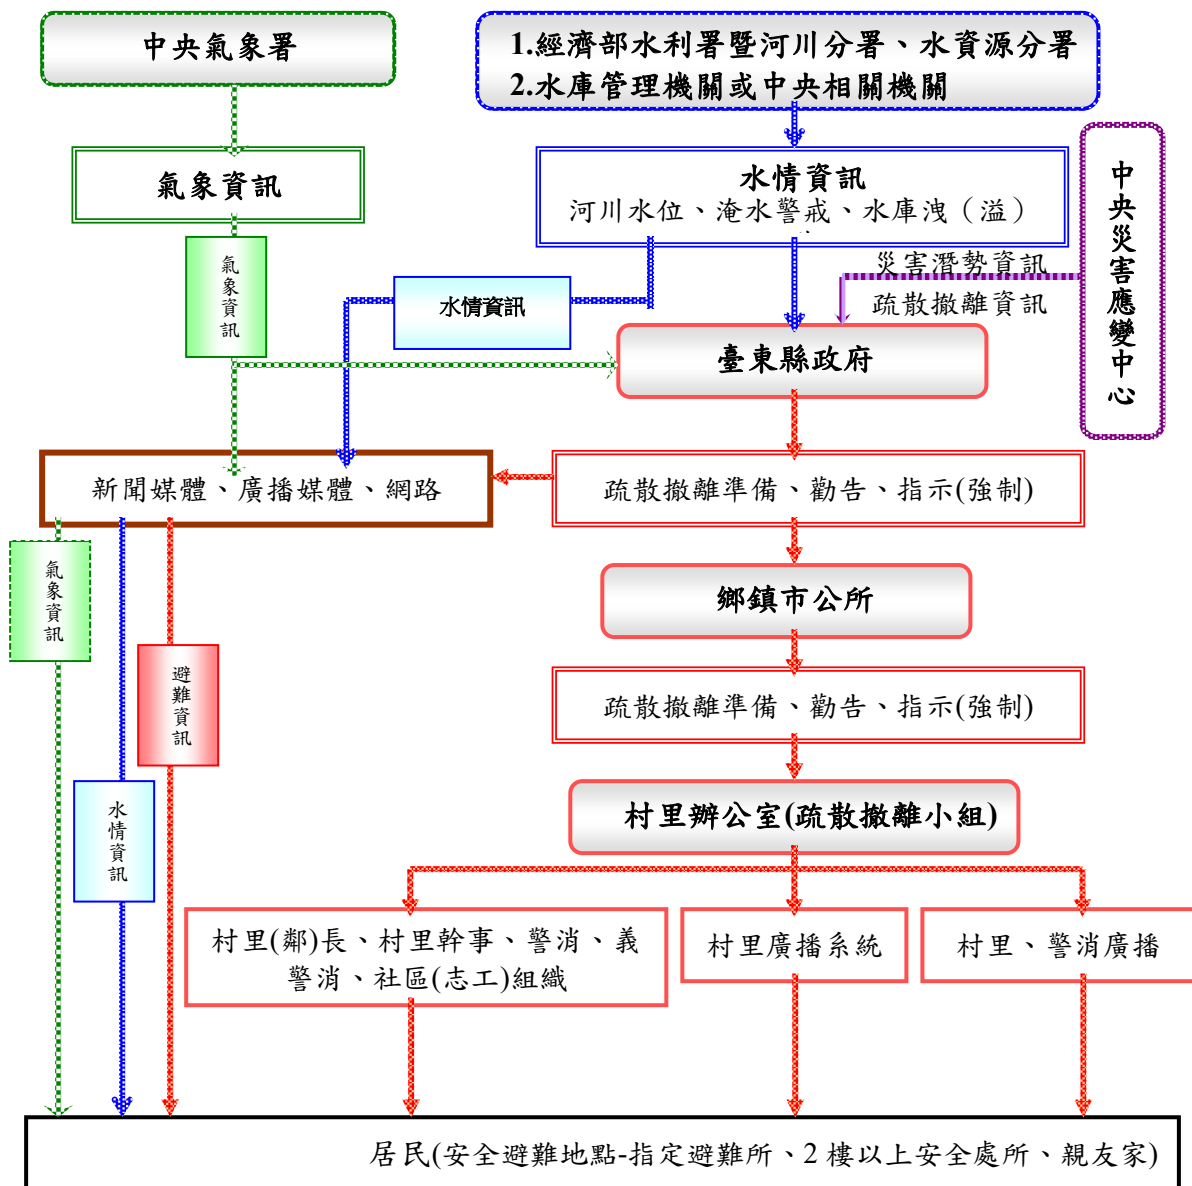 中央氣象署
1.經濟部水利署暨河川分署、水資源分署
2.水庫管理機關或中央相關機關
氣象資訊
水情資訊
河川水位、淹水警戒、水庫洩（溢）
中央災害應變中心
氣象資訊
水情資訊
災害潛勢資訊
疏散撤離資訊
臺東縣政府
新聞媒體、廣播媒體、網路
疏散撤離準備、勸告、指示(強制)
氣象資訊
鄉鎮市公所
避難資訊
疏散撤離準備、勸告、指示(強制)
水情資訊
村里辦公室(疏散撤離小組)
村里(鄰)長、村里幹事、警消、義
警消、社區(志工)組織
村里廣播系統
村里、警消廣播
居民(安全避難地點-指定避難所、2 樓以上安全處所、親友家)